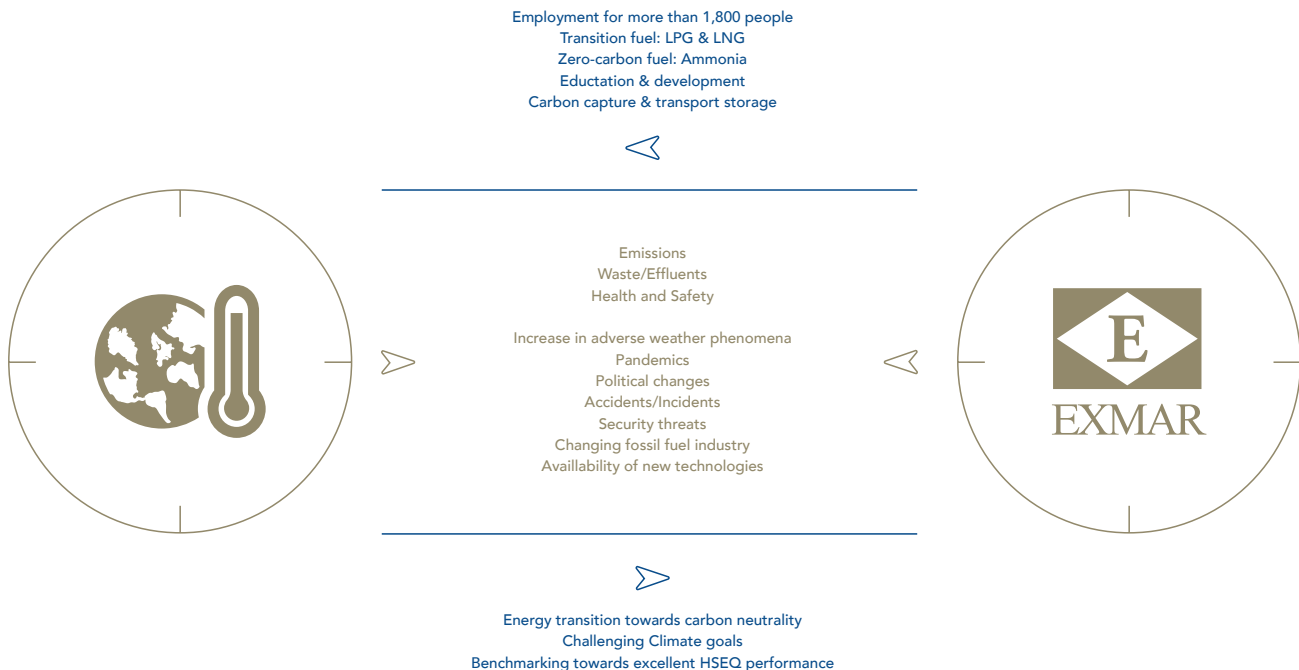 Employment for more than 1,800 people
Transition fuel: LPG & LNG
Zero-carbon fuel: Ammonia
Eductation & development
Carbon capture & transport storage
Emissions
Waste/Effluents
Health and Safety
Increase in adverse weather phenomena
Pandemics
Political changes
Accidents/Incidents
Security threats
Changing fossil fuel industry
Availlability of new technologies
E
EXMAR
Energy transition towards carbon neutrality
Challenging Climate goals
Benchmarking towards excellent HSEQ performance